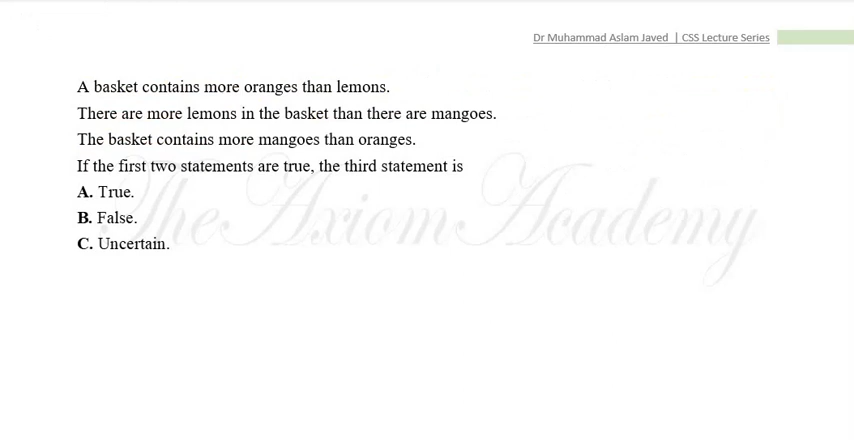 Dr Muhammad Aslam Javed | CSS Lecture Series
A basket contains more oranges than lemons.
There are more lemons in the basket than there are mangoes.
The basket contains more mangoes than oranges.
If the first two statements are true, the third statement is
A. True.
B. False.
C. Uncertain.
The Axiom Academy